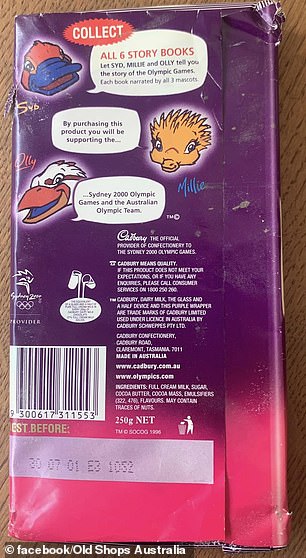 COLLECT
ALL 6 STORY BOOKS
Let SYD, MILLIE and OLLY tell you
the story of the Olympic Games.
Each book narrated by all 3 mascots.
Syd
By purchasing this
product you will be
supporting the...
Olly
Millie
...Sydney 2000 Olympic
Games and the Australian
Olympic Team.
TM©
Cadbury THE OFFICIAL
PROVIDER OF CONFECTIONERY TO
THE SYDNEY 2000 OLYMPIC GAMES.
CADBURY MEANS QUALITY.
IF THIS PRODUCT DOES NOT MEET YOUR
EXPECTATIONS, OR IF YOU HAVE ANY
ENQUIRIES, PLEASE CALL CONSUMER
SERVICES ON 1800 250 260.
Sydney 2000
PROVIDER
CADBURY, DAIRY MILK, THE GLASS AND
A HALF DEVICE AND THIS PURPLE WRAPPER
ARE TRADE MARKS OF CADBURY LIMITED
USED UNDER LICENCE IN AUSTRALIA BY
CADBURY SCHWEPPES PTY LTD.
CADBURY CONFECTIONERY,
CADBURY ROAD,
CLAREMONT, TASMANIA. 7011
MADE IN AUSTRALIA
www.cadbury.com.au
www.olympics.com
INGREDIENTS: FULL CREAM MILK, SUGAR,
COCOA BUTTER, COCOA MASS, EMULSIFIERS
(322, 476), FLAVOURS. MAY CONTAIN
TRACES OF NUTS.
9 300617 311553
250g NET
TM © SOCOG 1996
EST BEFORE:
30 07 01 E3 1052
facebook/Old Shops Australia